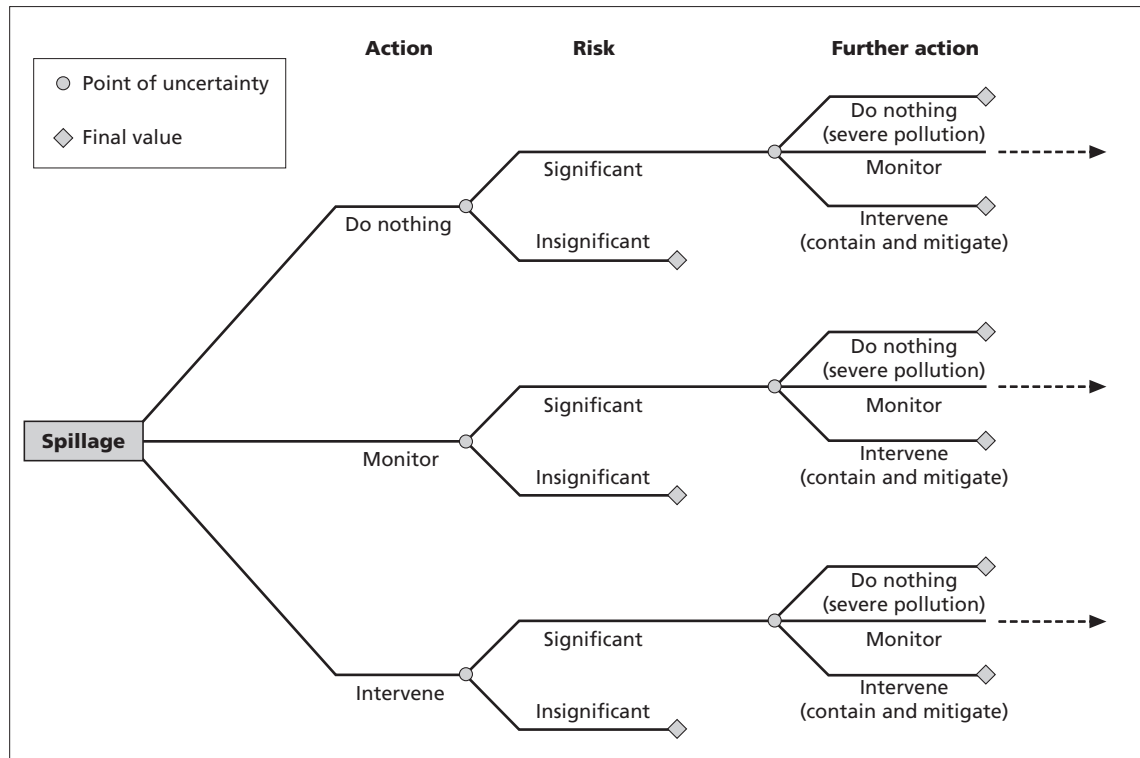 Action
Risk
Further action
Point of uncertainty
Final value
Do nothing
(severe pollution)
Significant
Monitor
Do nothing
Insignificant
Intervene
(contain and mitigate)
Do nothing
(severe pollution)
Significant
Monitor
Spillage
Monitor
Insignificant
Intervene
(contain and mitigate)
Do nothing
(severe pollution)
Significant
Monitor
Intervene
Insignificant
Intervene
(contain and mitigate)